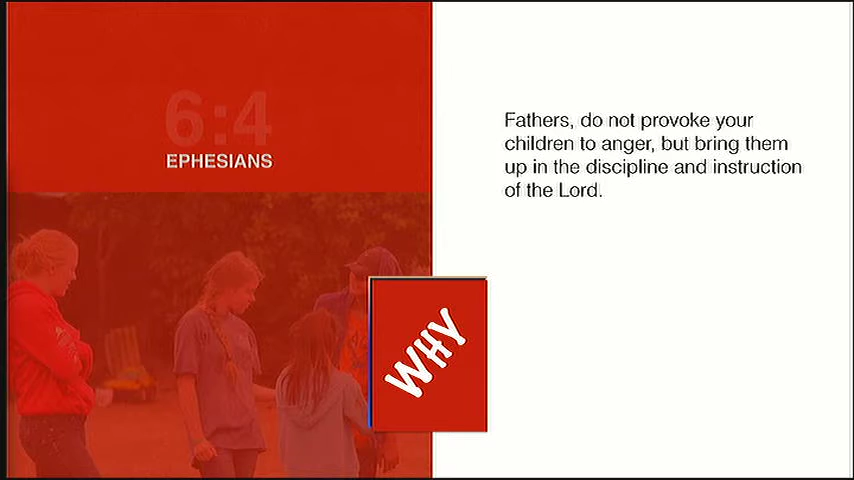 6:4
EPHESIANS
Fathers, do not provoke your
children to anger, but bring them
up in the discipline and instruction
of the Lord.
WHY